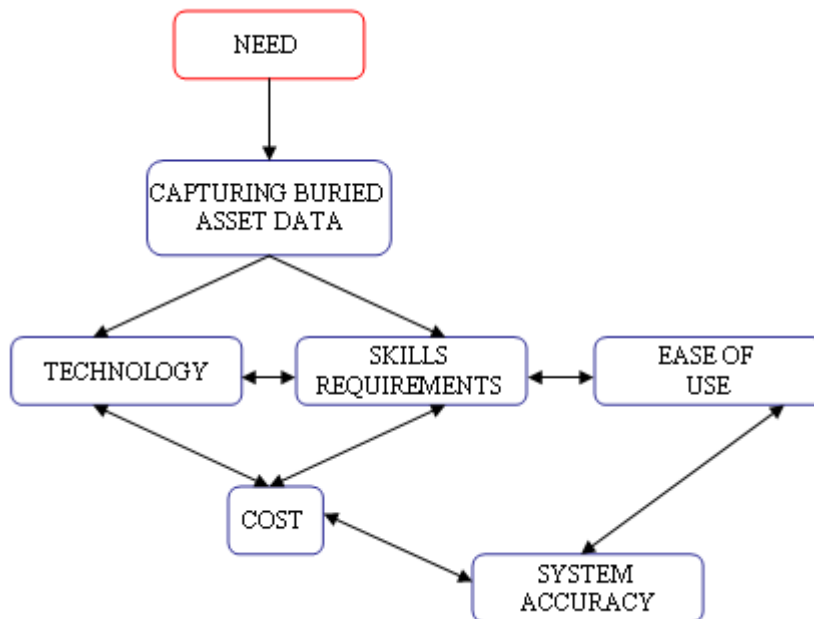 NEED
CAPTURING BURIED
ASSET DATA
TECHNOLOGY
SKILLS
REQUIREMENTS
EASE OF
USE
COST
SYSTEM
ACCURACY